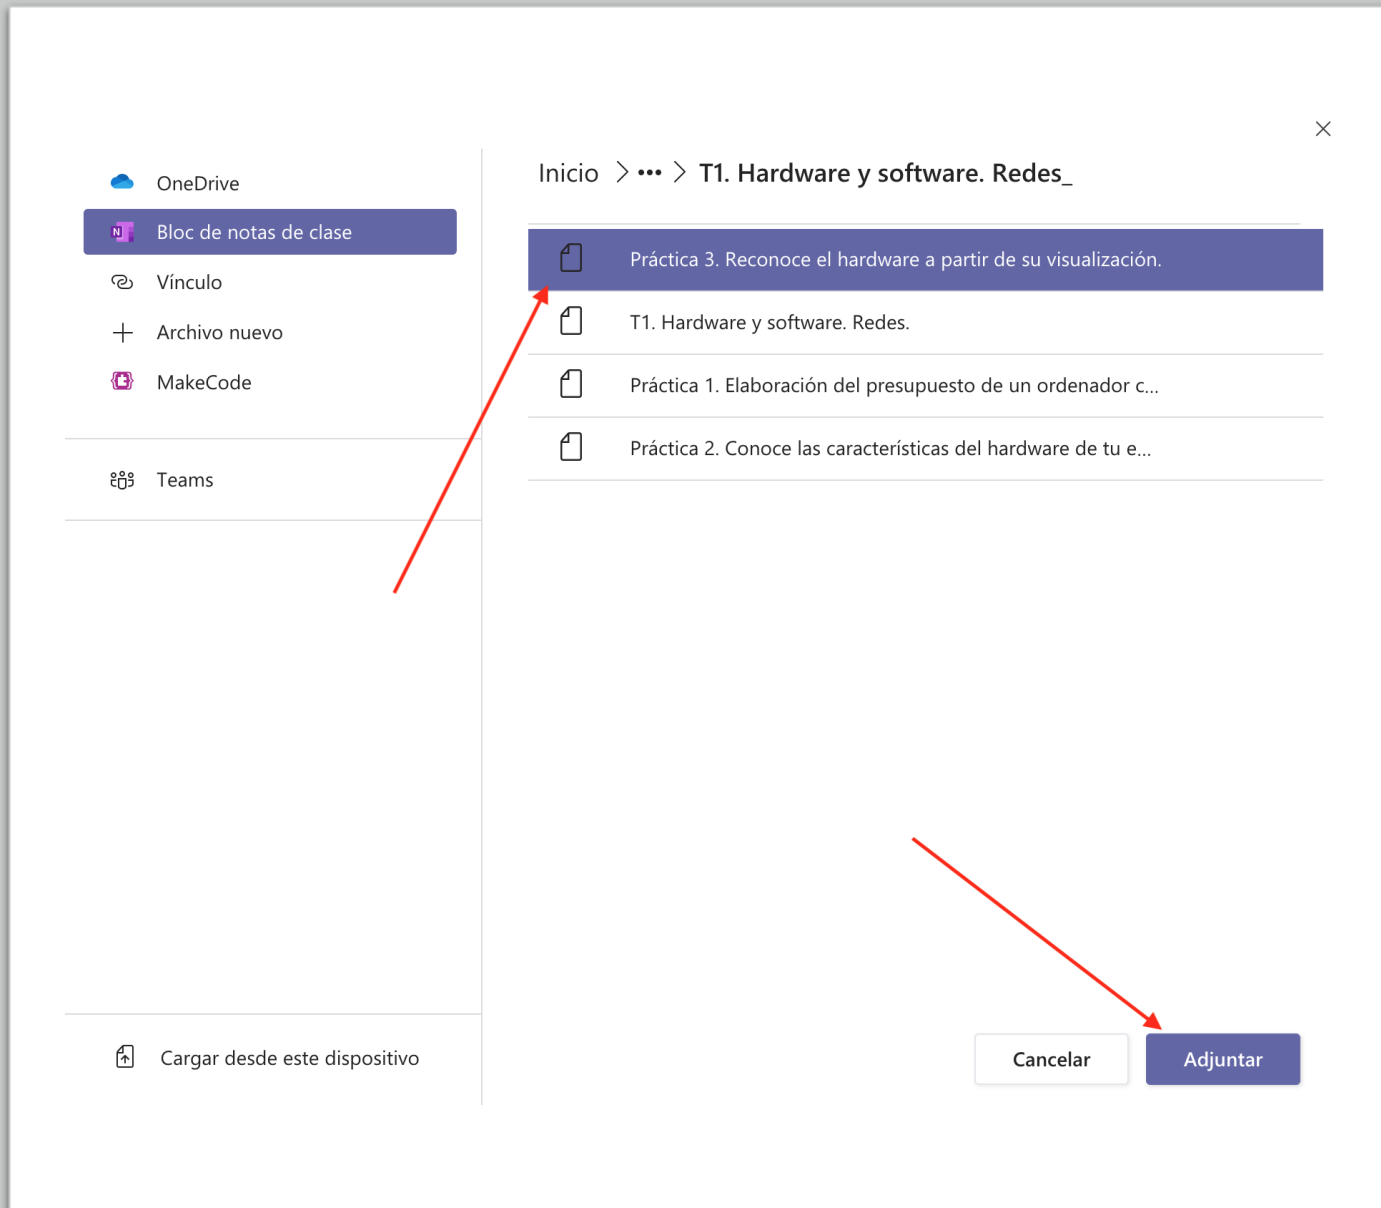 OneDrive
Bloc de notas de clase
Vínculo
Archivo nuevo
MakeCode
Teams
Cargar desde este dispositivo
Inicio > ••• > T1. Hardware y software. Redes_
Práctica 3. Reconoce el hardware a partir de su visualización.
T1. Hardware y software. Redes.
Práctica 1. Elaboración del presupuesto de un ordenador c...
Práctica 2. Conoce las características del hardware de tu e...
Cancelar
Adjuntar